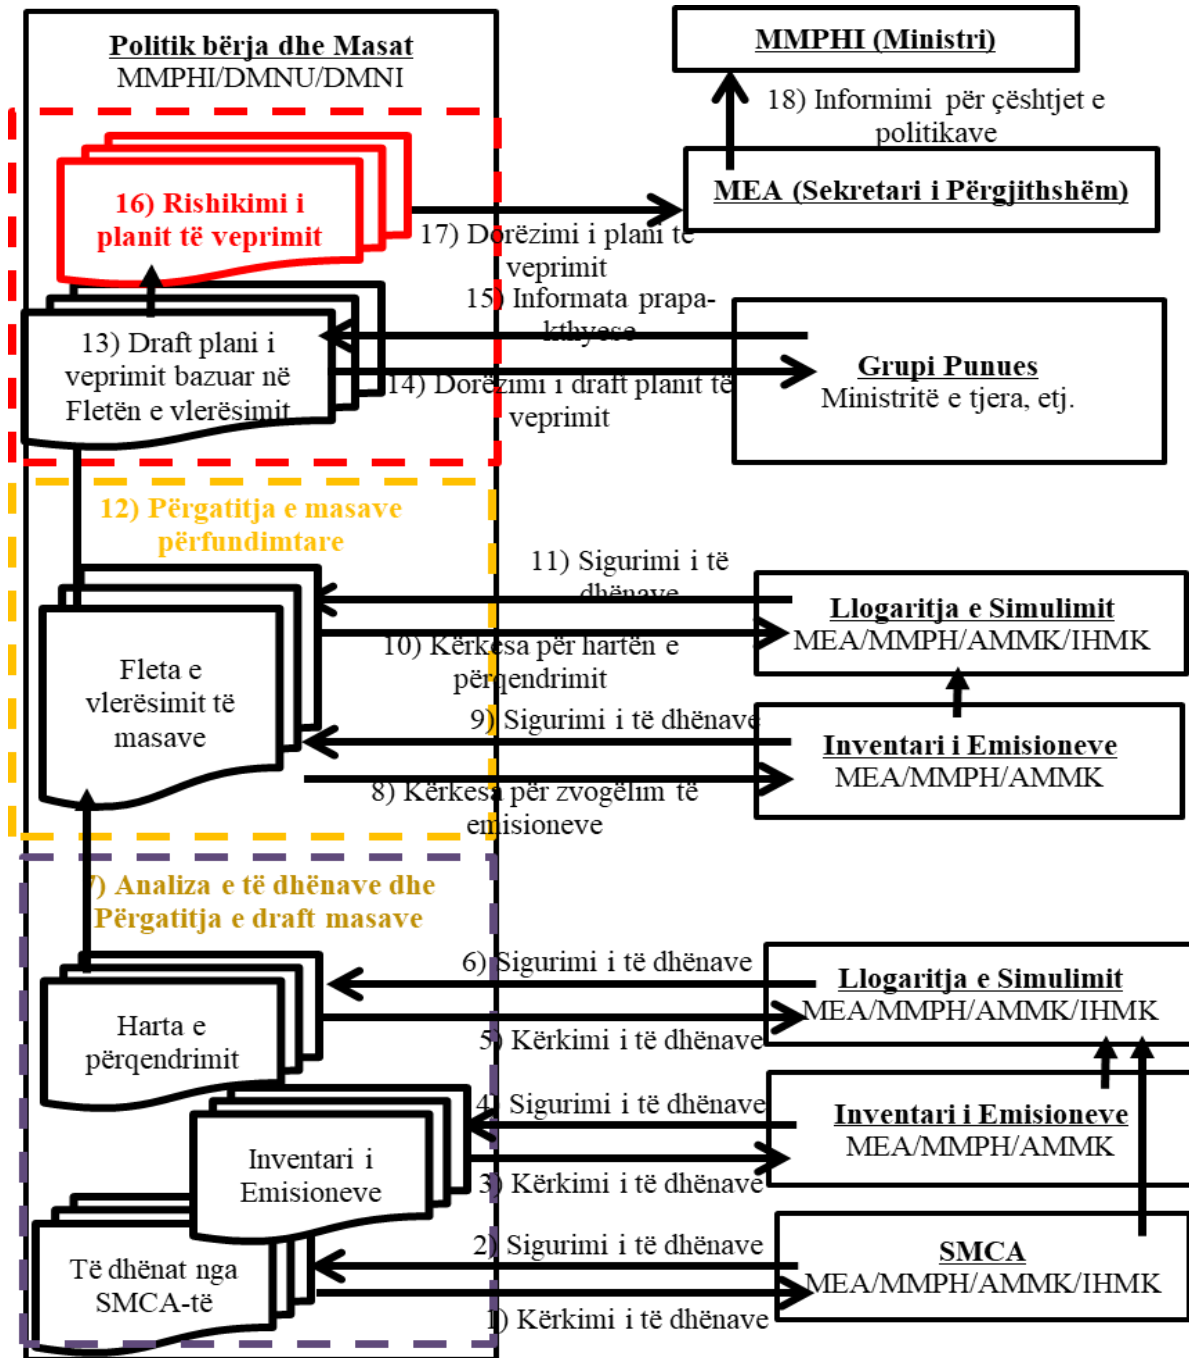 Politik bërja dhe Masat
MMPHI/DMNU/DMNI
MMPHI (Ministri)
18) Informimi për çështjet e
politikave
MEA (Sekretari i Përgjithshëm)
16) Rishikimi i
planit të veprimit
17) Dorëzimi i plani të
veprimit
15) Informata prapa-
kthyese
13) Draft plani i
veprimit bazuar në
Fletën e vlerësimit
14) Dorëzimi i draft planit të
veprimit
Grupi Punues
Ministritë e tjera, etj.
12) Përgatitja e masave
përfundimtare
11) Sigurimi i të
dhënave
Llogaritja e Simulimit
MEA/MMPH/AMMK/IHMK
10) Kërkesa për hartën e
përqendrimit
Fleta e
vlerësimit të
masave
9) Sigurimi i të dhënave
Inventari i Emisioneve
MEA/MMPH/AMMK
8) Kërkesa për zvogëlim të
emisioneve
7) Analiza e të dhënave dhe
Përgatitja e draft masave
6) Sigurimi i të dhënave
Llogaritja e Simulimit
MEA/MMPH/AMMK/IHMK
Harta e
përqendrimit
5) Kërkimi i të dhënave
4) Sigurimi i të dhënave
Inventari i Emisioneve
MEA/MMPH/AMMK
Inventari i
Emisioneve
3) Kërkimi i të dhënave
2) Sigurimi i të dhënave
SMCA
MEA/MMPH/AMMK/IHMK
Të dhënat nga
SMCA-të
1) Kërkimi i të dhënave